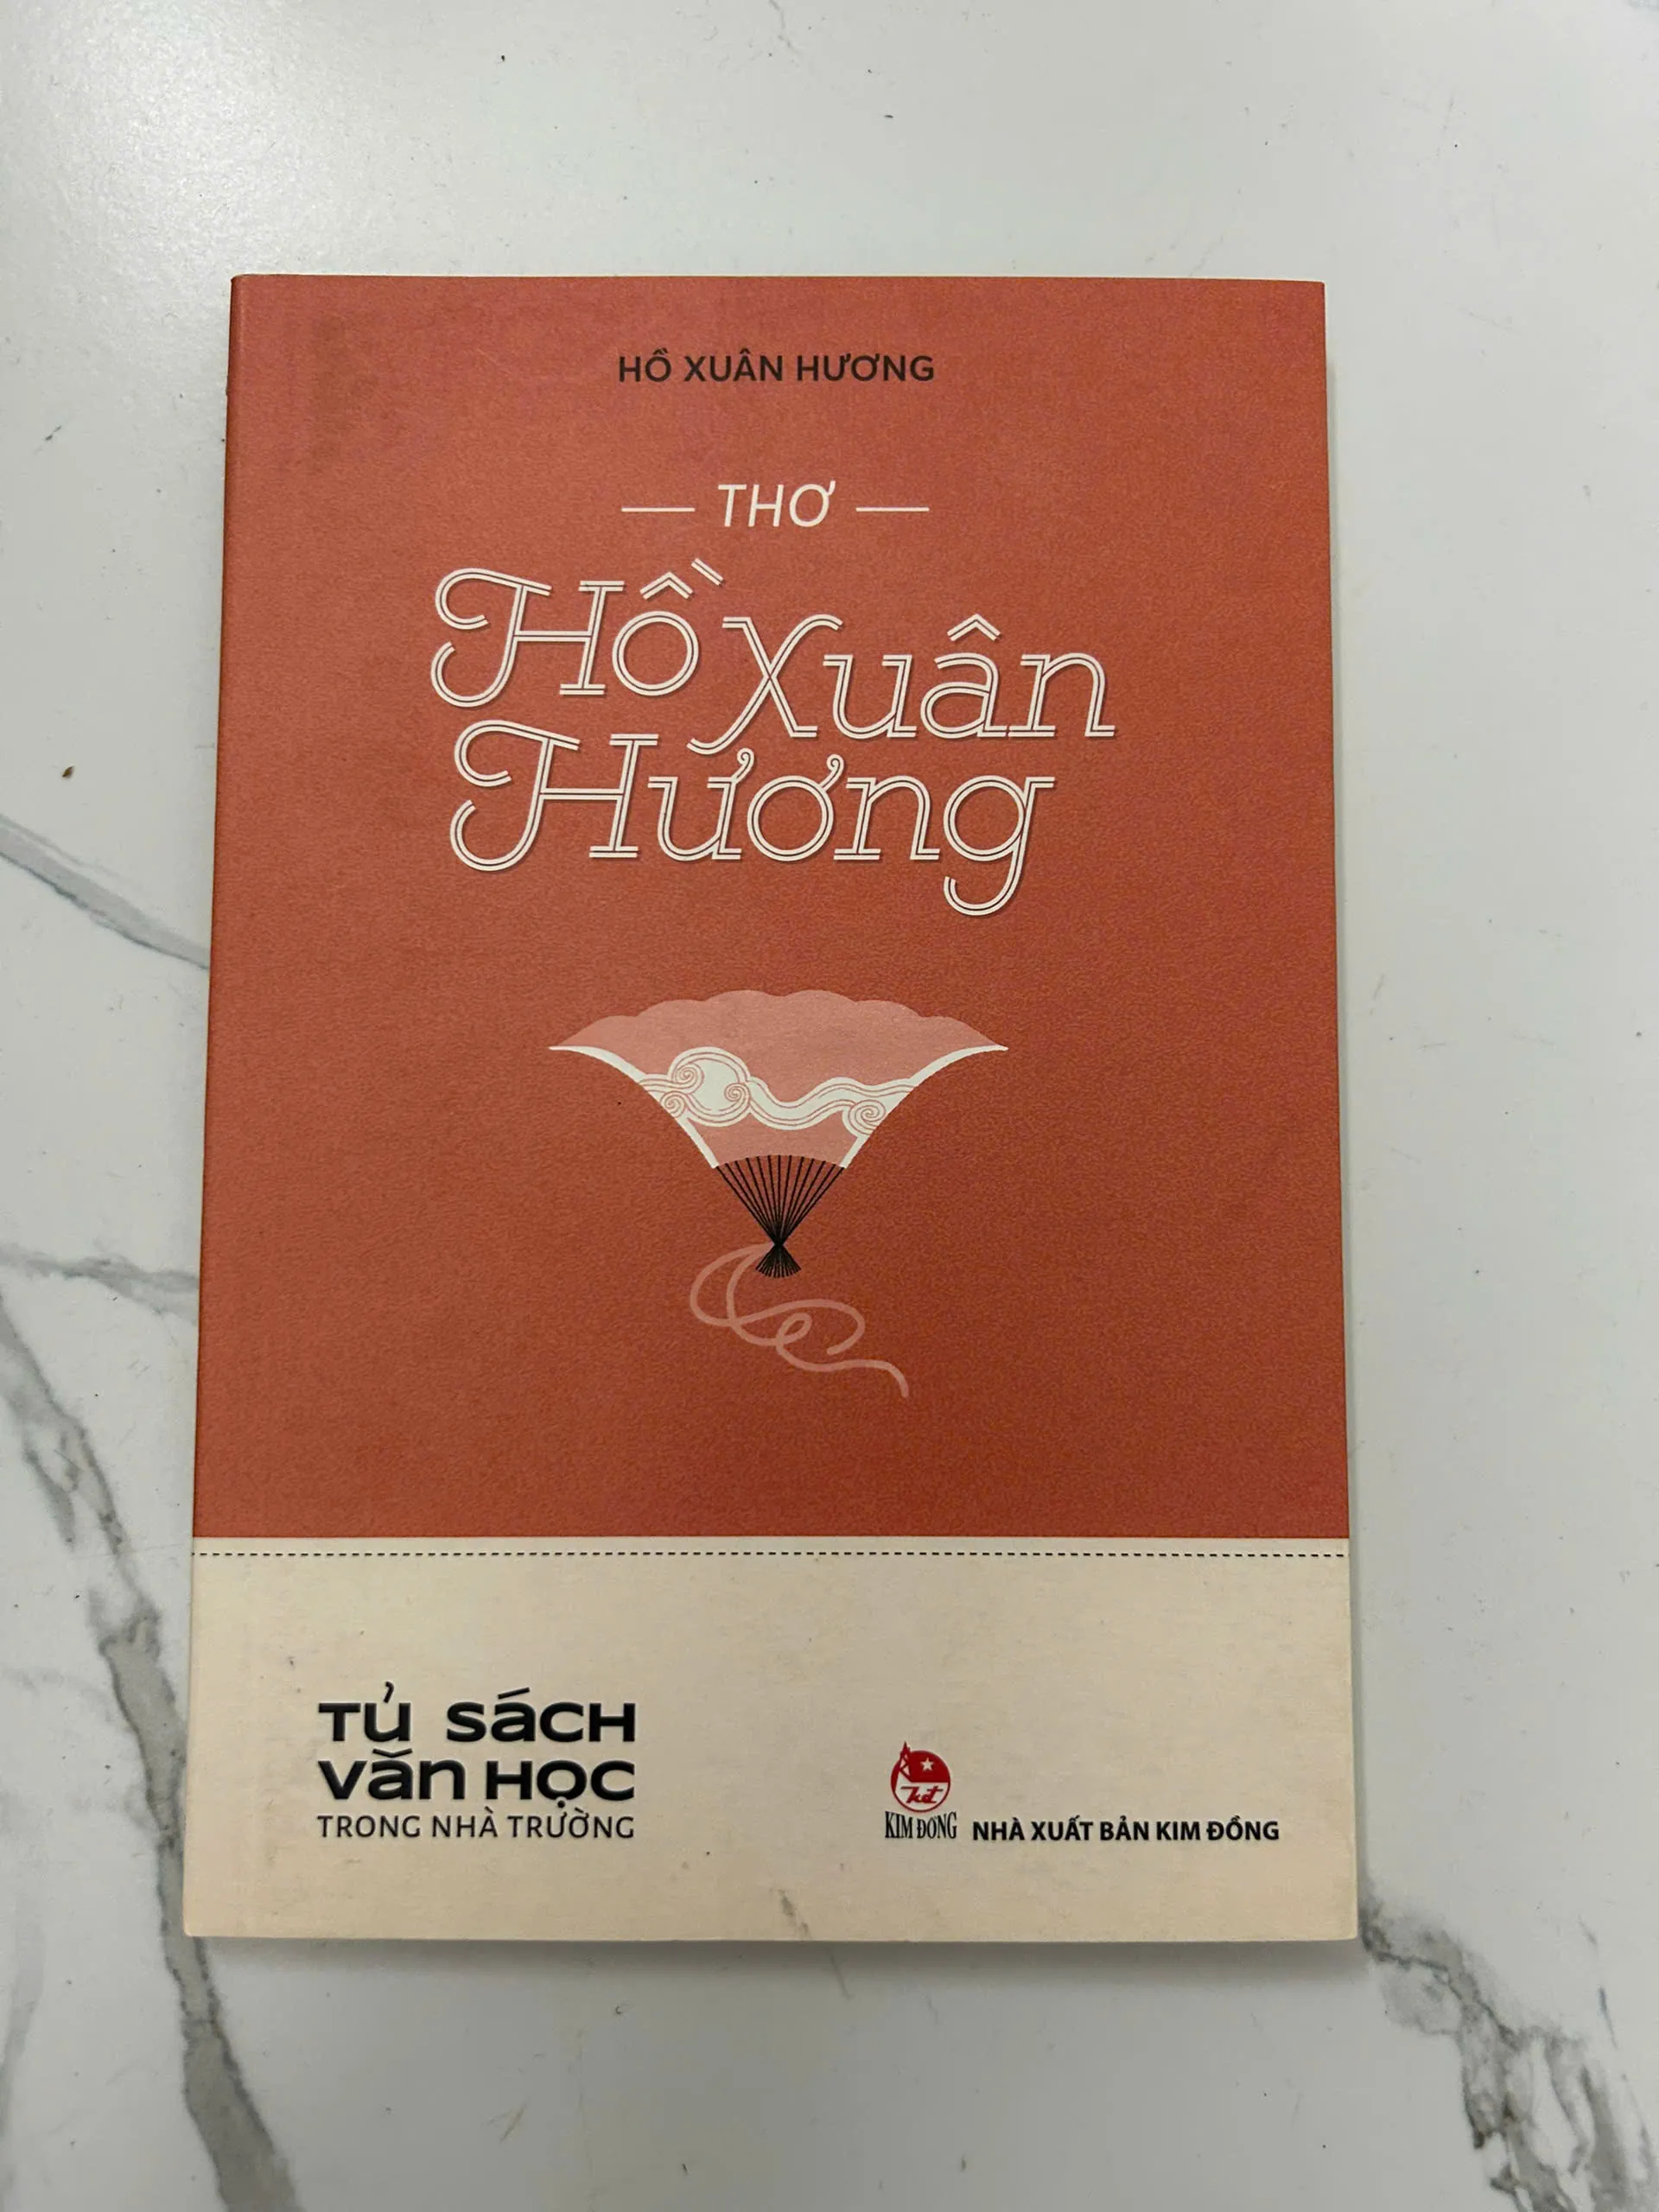 HỒ XUÂN HƯƠNG
THƠ
Hồ Xuân
Hương
TỦ SÁCH
VĂN HỌC
TRONG NHÀ TRƯỜNG
kđ
KIM ĐỒNG
NHÀ XUẤT BẢN KIM ĐỒNG